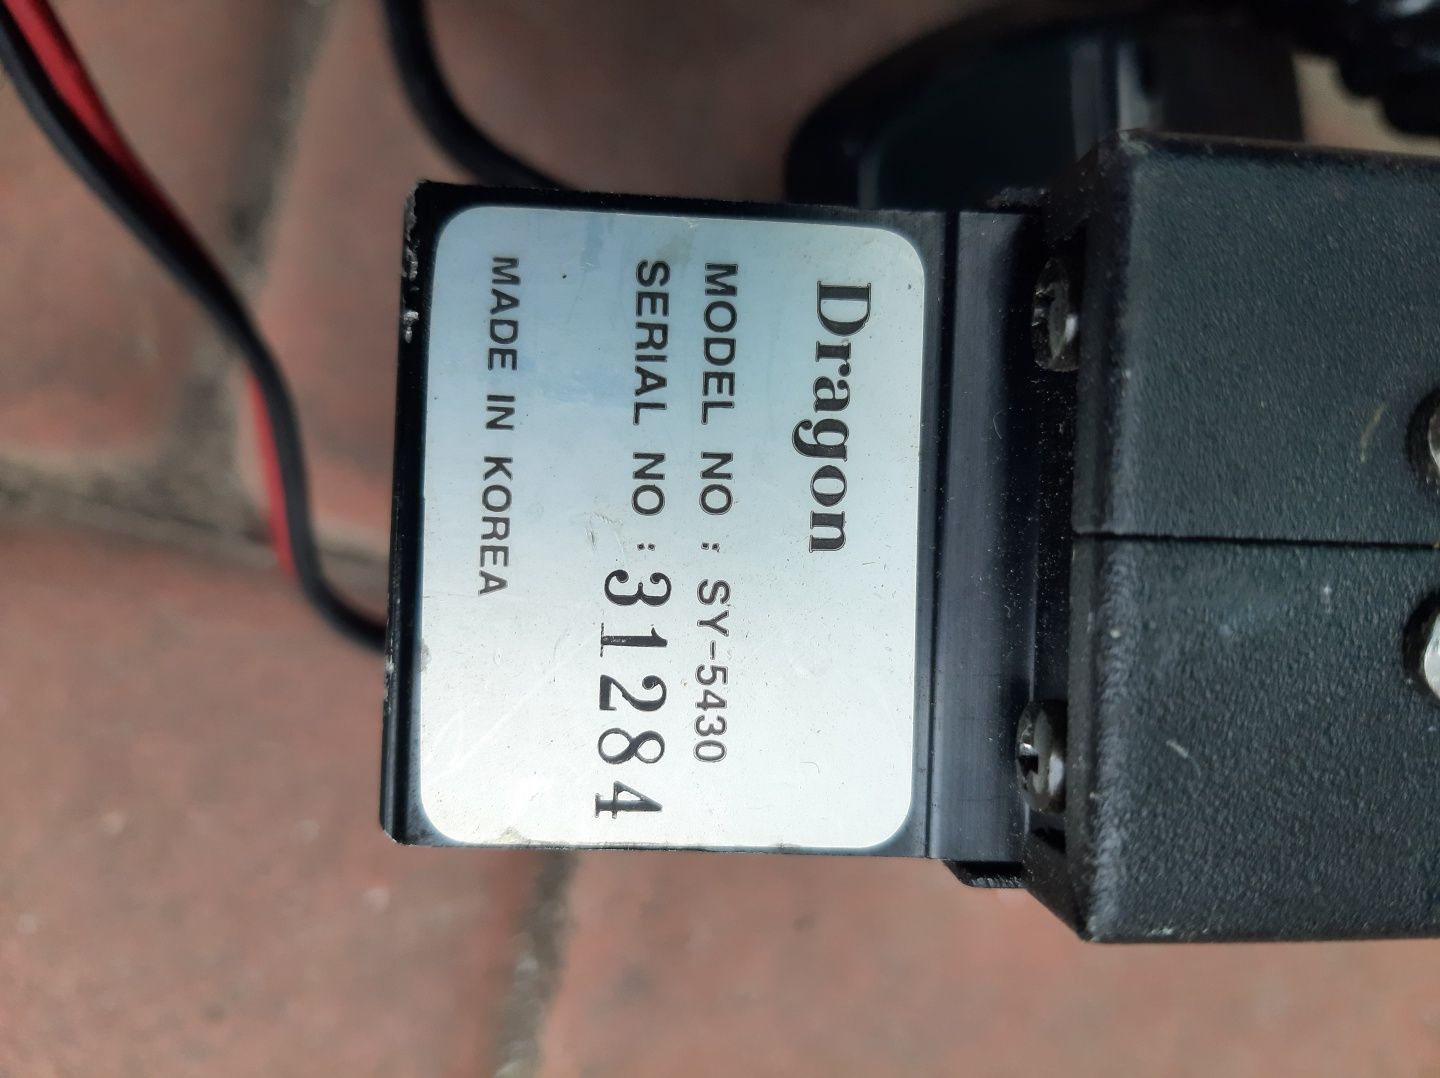 Dragon
MODEL NO : SY-5430
SERIAL NO : 31284
MADE IN KOREA